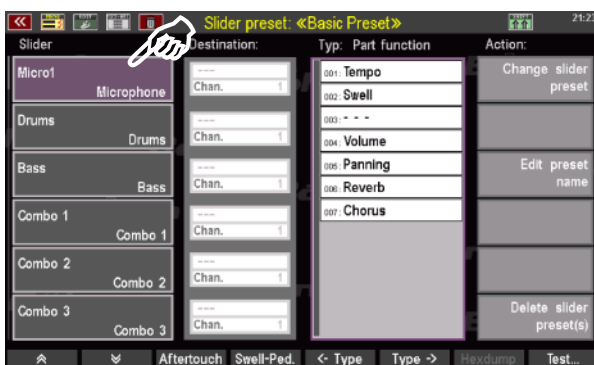 Slider preset: «Basic Preset»
21:23
Slider
Destination:
Typ: Part function
Action:
Micro1
Microphone
---
Chan. 1
Drums
Drums
---
Chan. 1
Bass
Bass
---
Chan. 1
Combo 1
Combo 1
---
Chan. 1
Combo 2
Combo 2
---
Chan. 1
Combo 3
Combo 3
---
Chan. 1
001: Tempo
002: Swell
003: - - -
004: Volume
005: Panning
006: Reverb
007: Chorus
Change slider
preset
Edit preset
name
Delete slider
preset(s)
Aftertouch Swell-Ped. <- Type Type -> Hexdump Test...